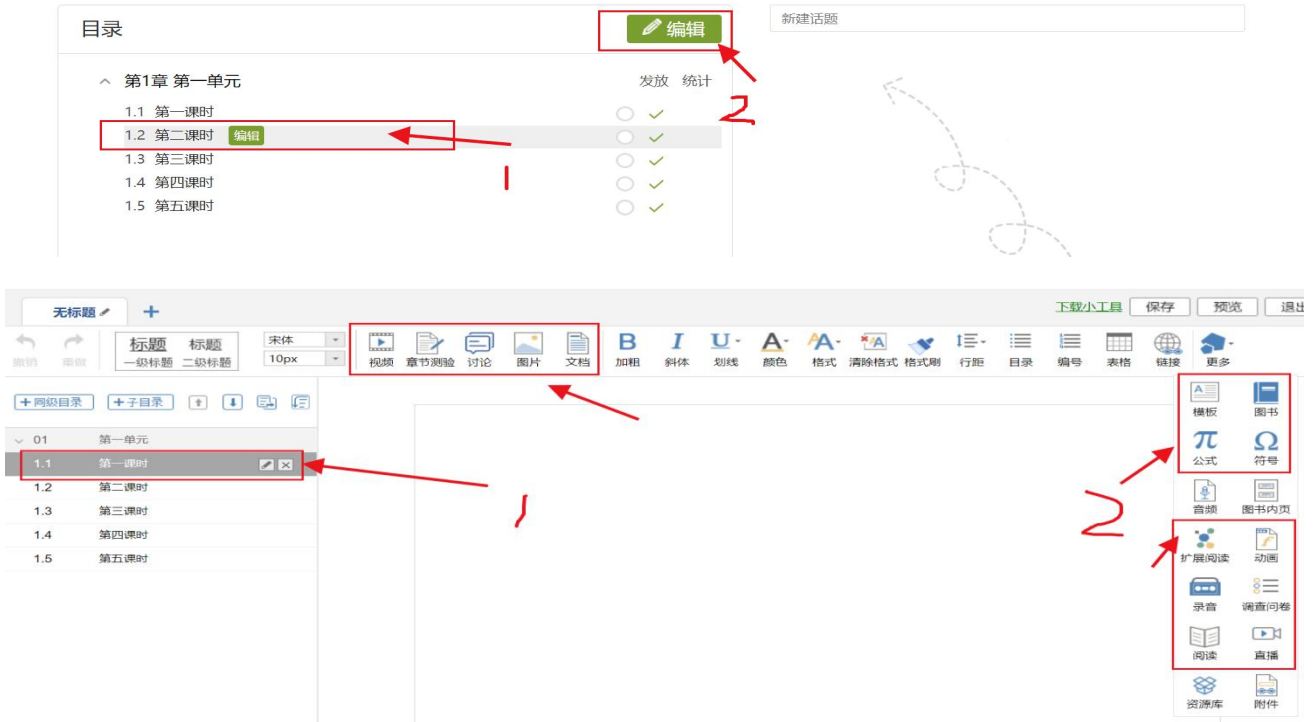 目录
编辑
新建话题
第1章 第一单元
发放 统计
1.1 第一课时
1.2 第二课时 编辑
1.3 第三课时
1.4 第四课时
1.5 第五课时
1
2
无标题
下载小工具 保存 预览 退出
撤销 重做
标题 标题
一级标题 二级标题
宋体
10px
视频 章节测验 讨论 图片 文档
B I U A A A
加粗 斜体 划线 颜色 格式 清除格式 格式刷 行距 目录 编号 表格 链接 更多
+同级目录 +子目录
01 第一单元
1.1 第一课时
1.2 第二课时
1.3 第三课时
1.4 第四课时
1.5 第五课时
1
2
模板 图书
π Ω
公式 符号
音频 图书内页
扩展阅读 动画
录音 调查问卷
阅读 直播
资源库 附件